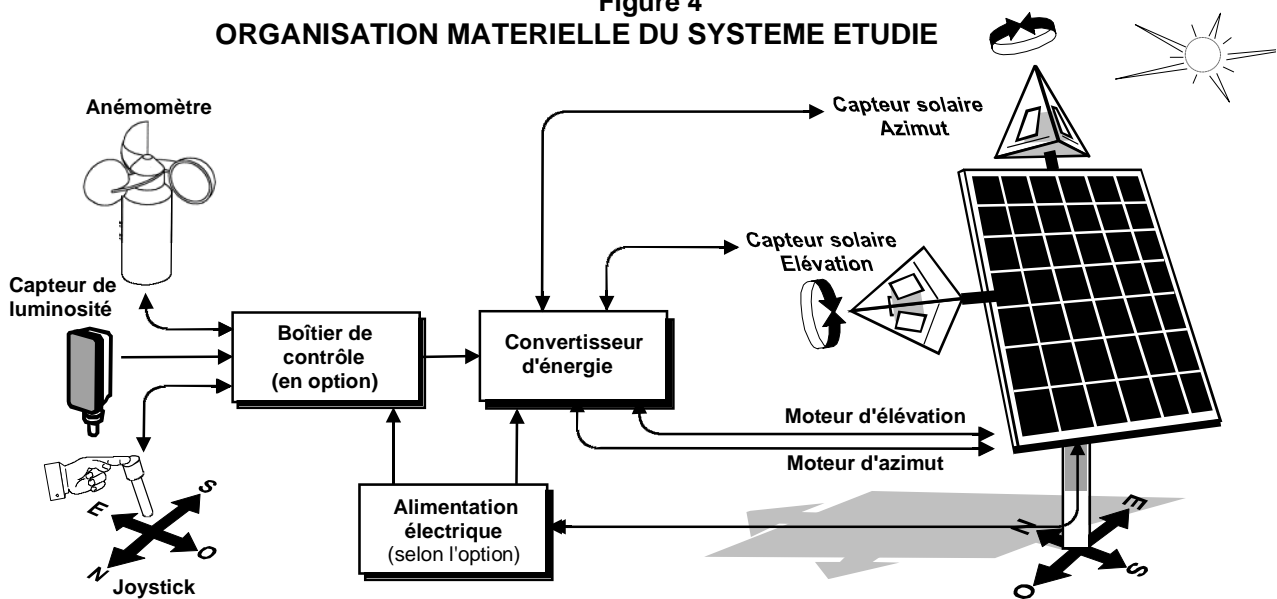 Figure 4
ORGANISATION MATERIELLE DU SYSTEME ETUDIE
Anémomètre
Capteur solaire
Azimut
Capteur solaire
Elévation
Capteur de
luminosité
Boîtier de
contrôle
(en option)
Convertisseur
d'énergie
Moteur d'élévation
Moteur d'azimut
Alimentation
électrique
(selon l'option)
S
E
O
N
Joystick
E
N
S
O